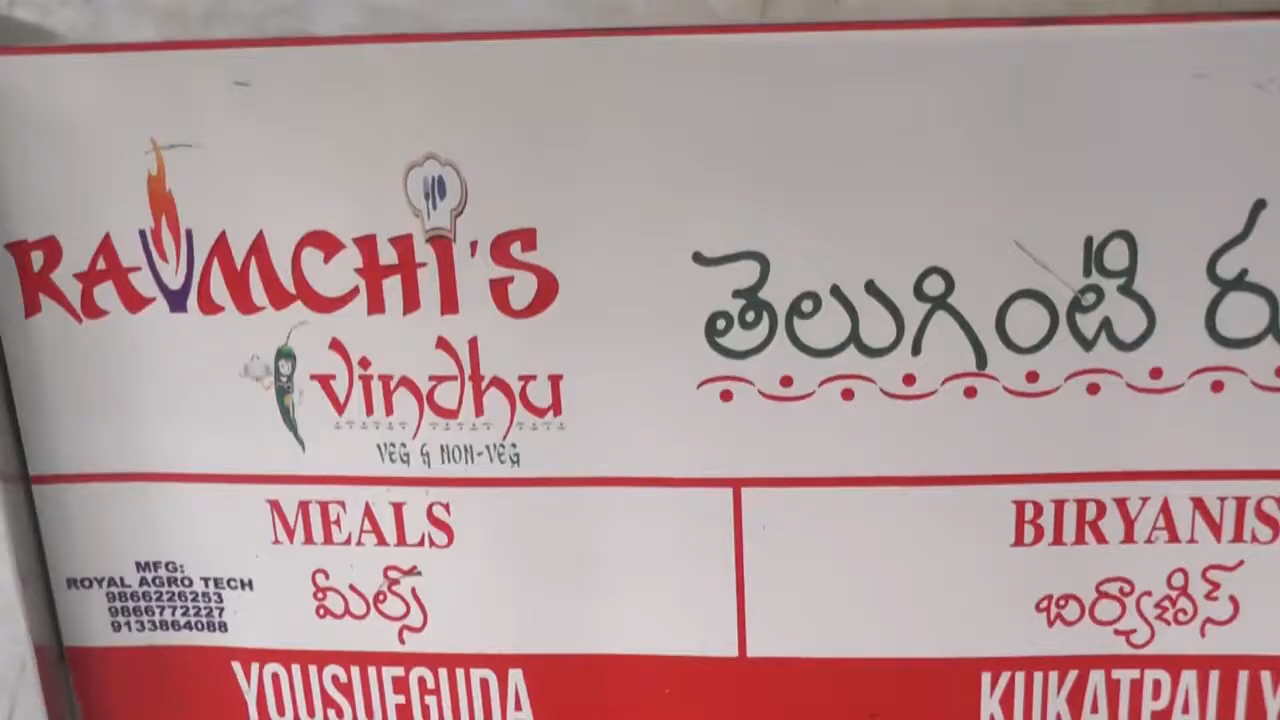 RAVMCHI'S
Vindhu
VEG & NON-VEG
తెలుగింటి
MEALS
మీల్స్
MFG:
ROYAL AGRO TECH
9866226253
9866772227
9133864088
BIRYANIS
బిర్యాణిస్
YOUSUFGUDA
KUKATPALLY